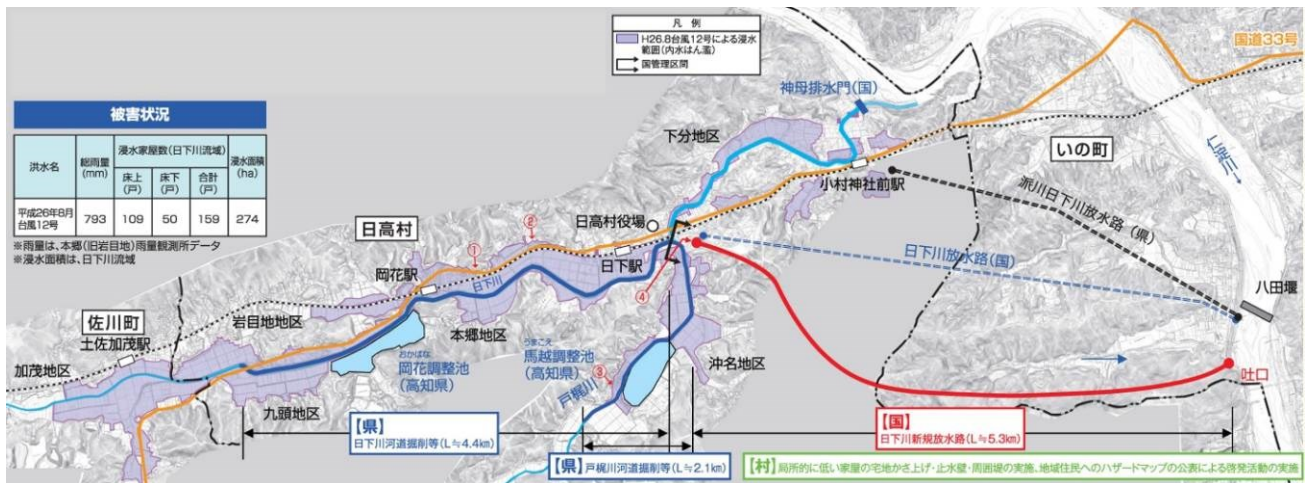 凡 例
H26.8台風12号による浸水
範囲(内水はん濫)
国管理区間
国道33号
神母排水門(国)
仁淀川
いの町
下分地区
小村神社前駅
派川日下川放水路(県)
被害状況
洪水名
総雨量
(mm)
浸水家屋数(日下川流域)
浸水面積
(ha)
床上
(戸)
床下
(戸)
合計
(戸)
平成26年8月
台風12号
793
109
50
159
274
※雨量は、本郷(旧岩目地)雨量観測所データ
※浸水面積は、日下川流域
日高村
日高村役場
②
①
日下駅
岡花駅
日下川
④
日下川放水路(国)
八田堰
佐川町
土佐加茂駅
岩目地地区
本郷地区
加茂地区
おかばな
岡花調整池
(高知県)
うまこえ
馬越調整池
(高知県)
③
戸梶川
沖名地区
九頭地区
吐口
【県】
日下川河道掘削等(L≒4.4km)
【国】
日下川新規放水路(L≒5.3km)
【県】戸梶川河道掘削等(L≒2.1km)
【村】局所的に低い家屋の宅地かさ上げ・止水壁・周囲堤の実施、地域住民へのハザードマップの公表による啓発活動の実施